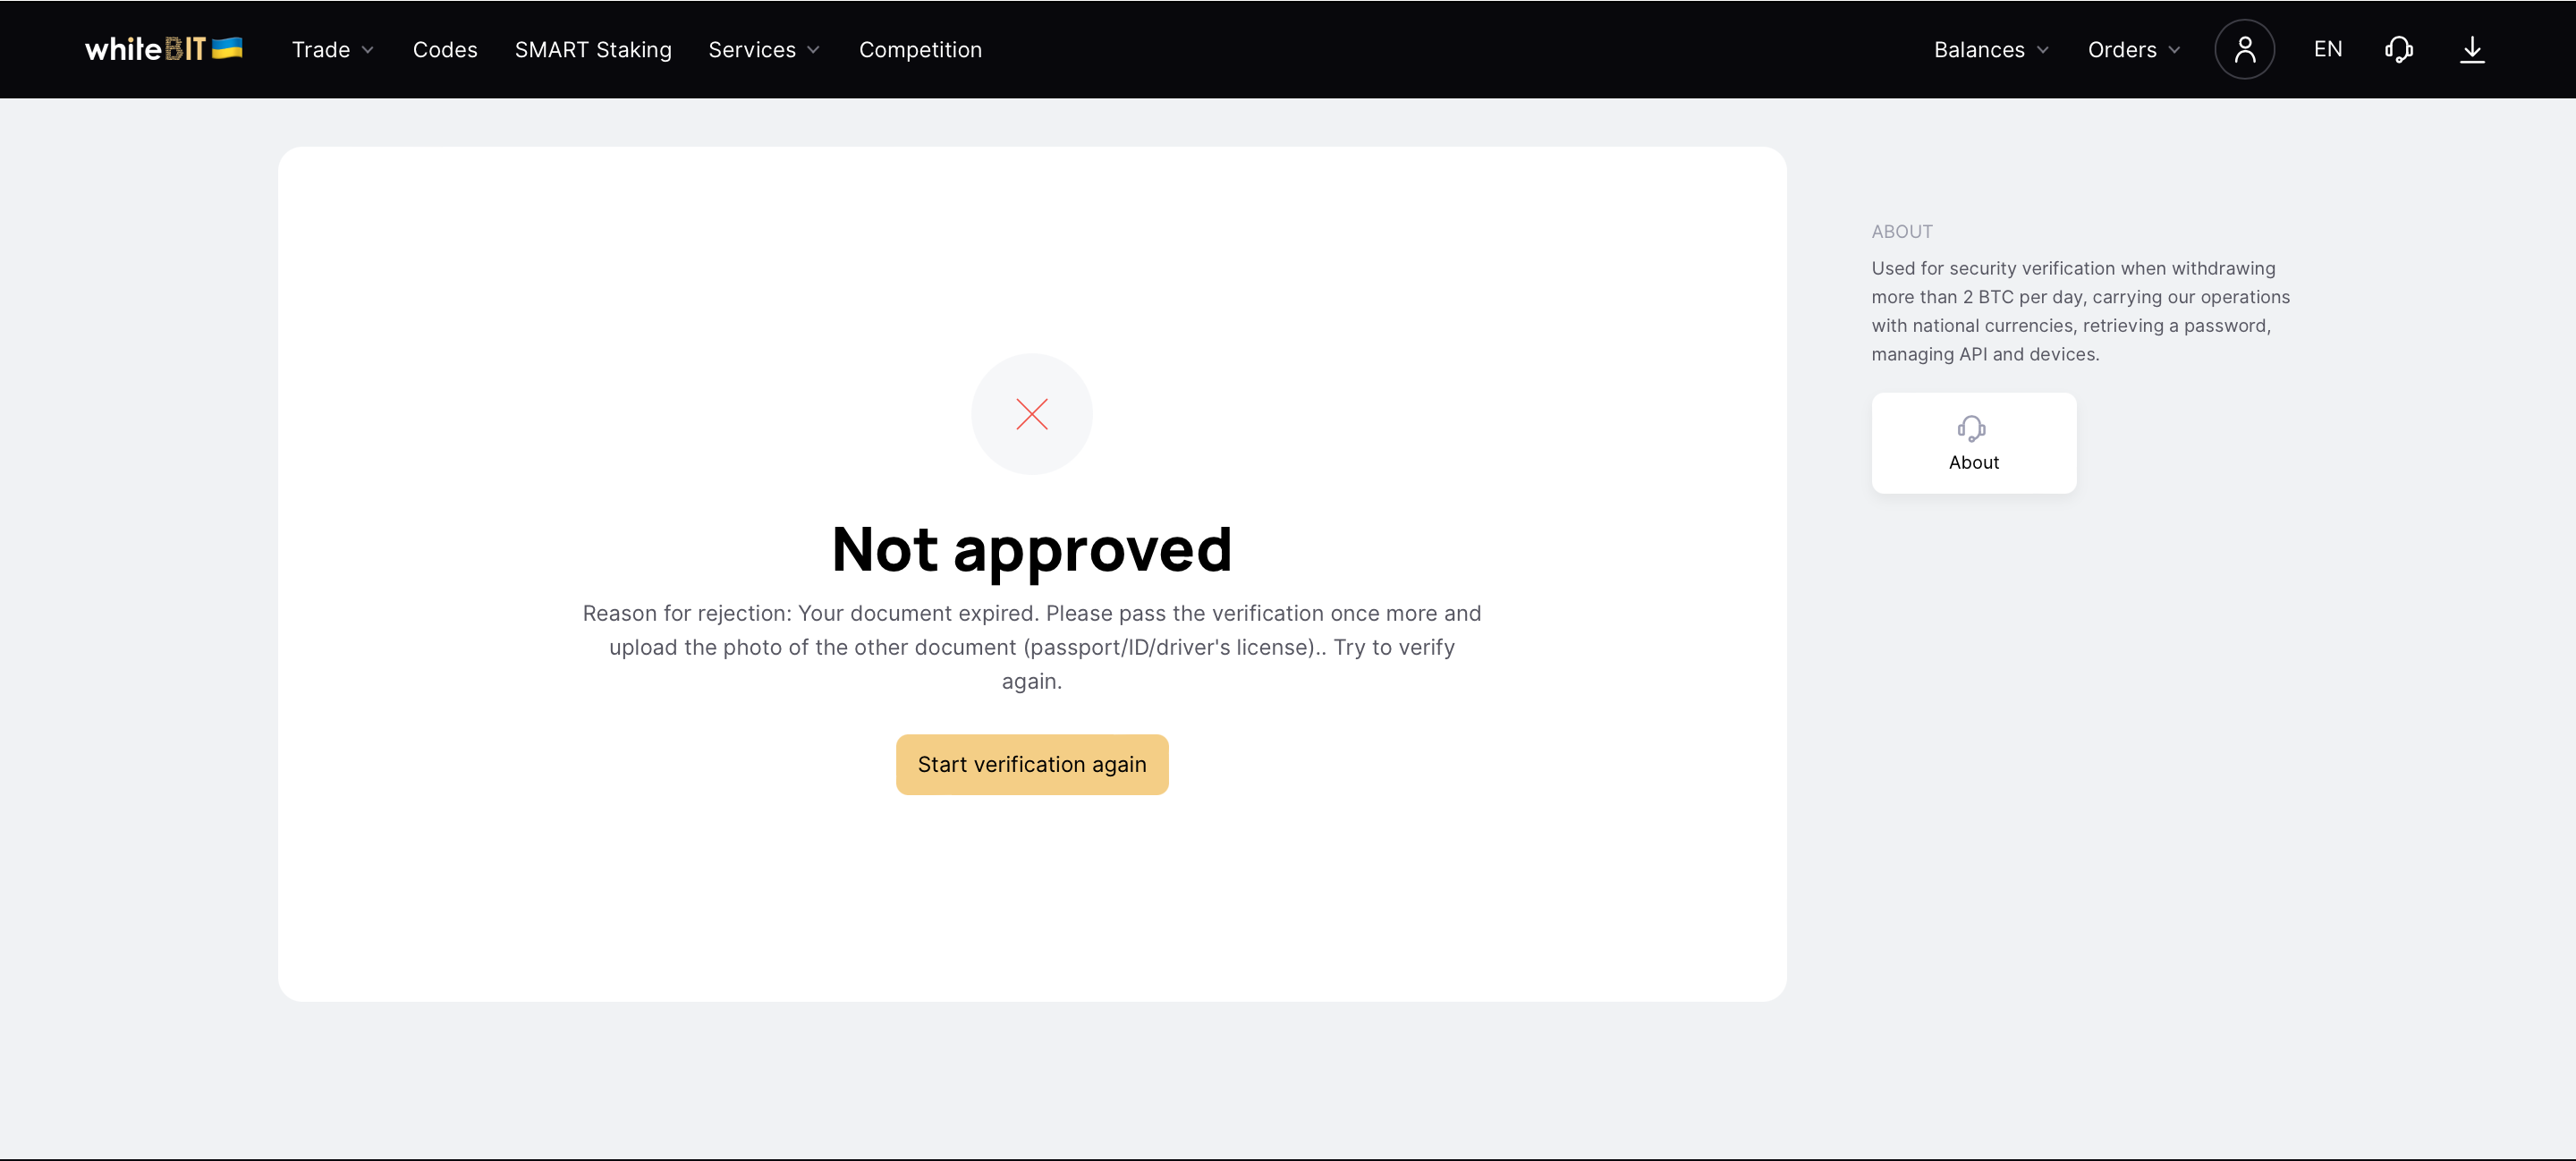 whiteBIT Trade Codes SMART Staking Services Competition Balances Orders EN
Not approved
Reason for rejection: Your document expired. Please pass the verification once more and
upload the photo of the other document (passport/ID/driver's license).. Try to verify
again.
Start verification again
ABOUT
Used for security verification when withdrawing
more than 2 BTC per day, carrying our operations
with national currencies, retrieving a password,
managing API and devices.
About